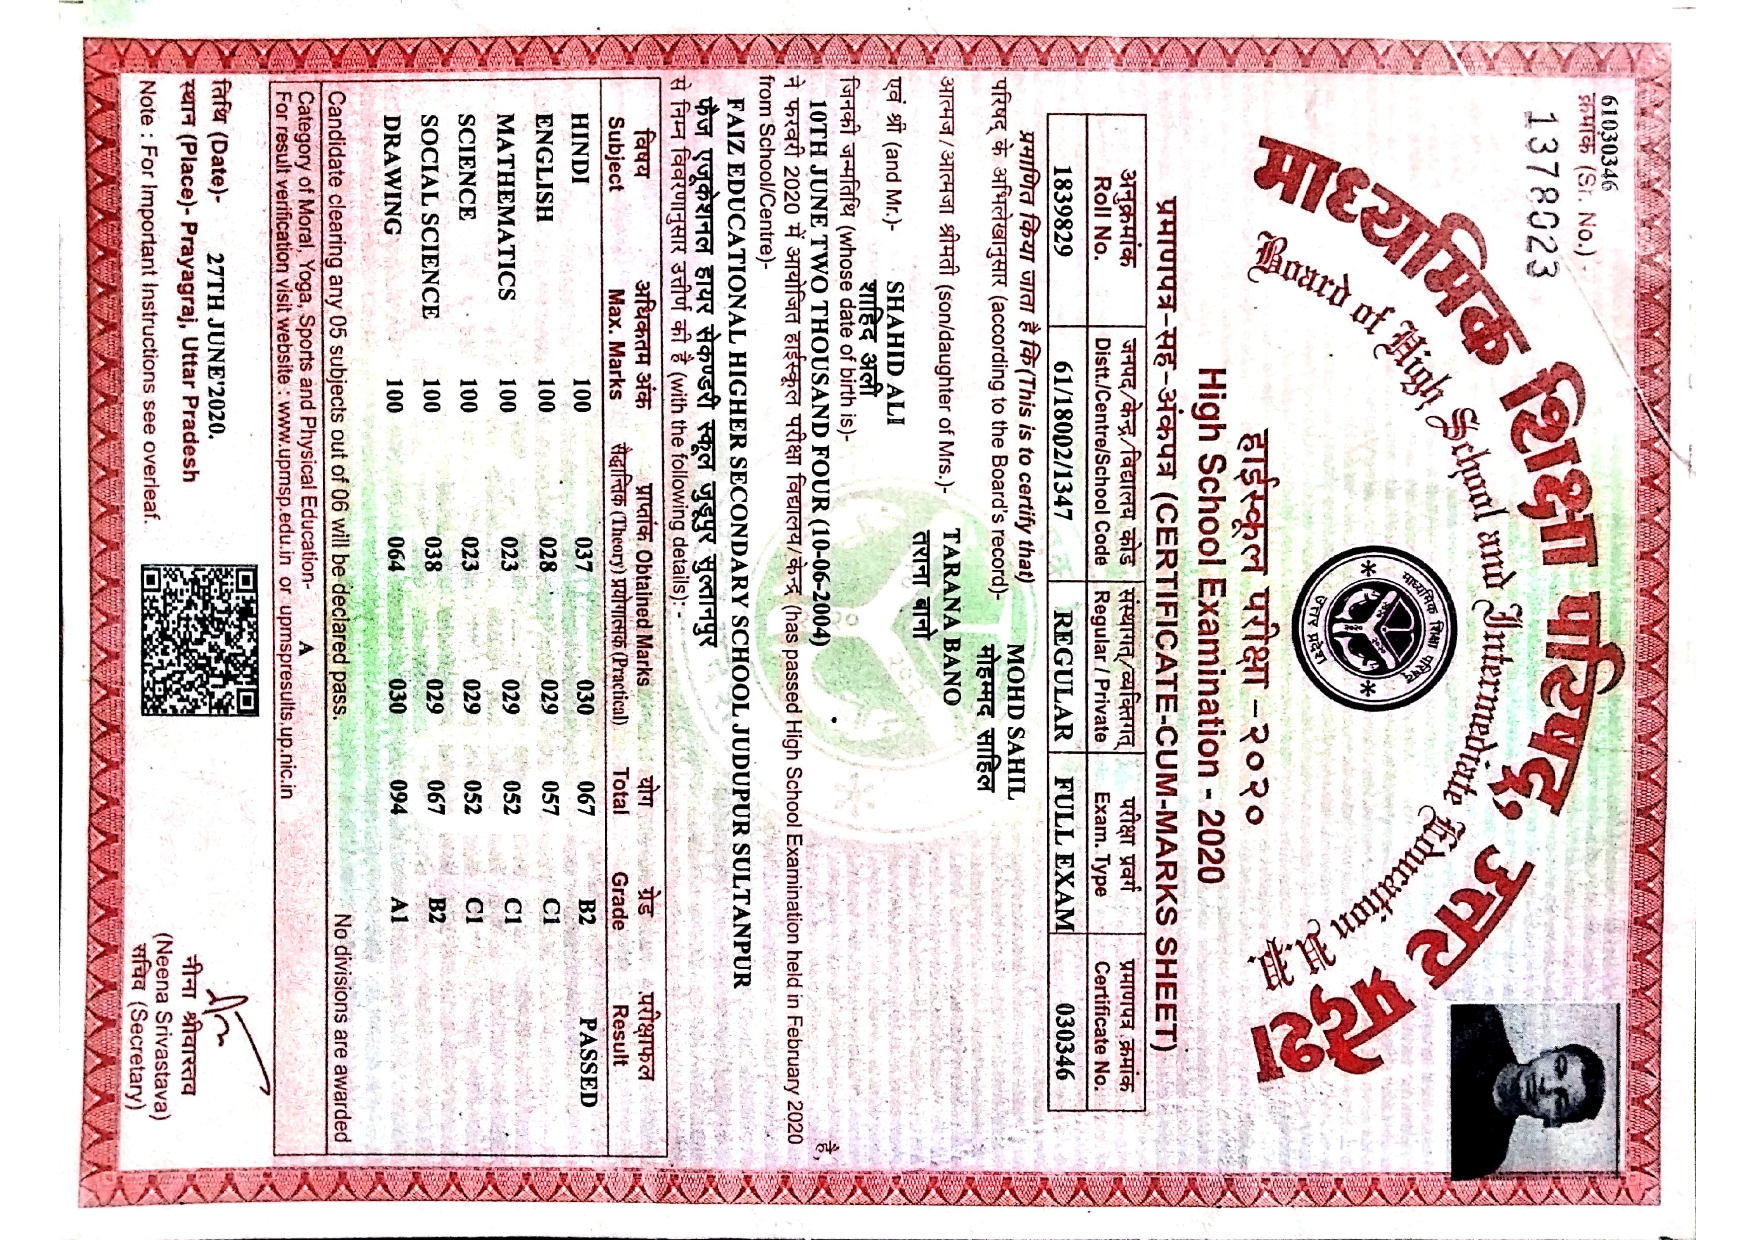 61030346
क्रमांक (Sr. No.)
1378023
माध्यमिक शिक्षा परिषद्, उत्तर प्रदेश
Board of High School and Intermediate Education U.P.
माध्यमिक शिक्षा परिषद्
उत्तर प्रदेश
हाईस्कूल परीक्षा - २०२०
High School Examination - 2020
प्रमाणपत्र-सह-अंकपत्र (CERTIFICATE-CUM-MARKS SHEET)
अनुक्रमांक जनपद/केन्द्र/विद्यालय कोड संस्थागत/व्यक्तिगत् परीक्षा प्रवर्ग प्रमाणपत्र क्रमांक
Roll No. Distt./Centre/School Code Regular / Private Exam. Type Certificate No.
1839829 61/18002/1347 REGULAR FULL EXAM 030346
प्रमाणित किया जाता है कि (This is to certify that) MOHD SAHIL
परिषद् के अभिलेखानुसार (according to the Board's record)- मोहम्मद साहिल
आत्मज/आत्मजा श्रीमती (son/daughter of Mrs.)- TARANA BANO
तराना बानो
एवं श्री (and Mr.)- SHAHID ALI
शाहिद अली
जिनकी जन्मतिथि (whose date of birth is)-
10TH JUNE TWO THOUSAND FOUR (10-06-2004)
ने फरवरी 2020 में आयोजित हाईस्कूल परीक्षा विद्यालय/केन्द्र (has passed High School Examination held in February 2020
from School/Centre)-
FAIZ EDUCATIONAL HIGHER SECONDARY SCHOOL JUDUPUR SULTANPUR
फैज एजूकेशनल हायर सेकण्डरी स्कूल जुडूपुर सुल्तानपुर
से निम्न विवरणानुसार उत्तीर्ण की है (with the following details):-
विषय अधिकतम अंक प्राप्तांक Obtained Marks योग ग्रेड परीक्षाफल
Subject Max. Marks सैद्धान्तिक (Theory) प्रयोगात्मक (Practical) Total Grade Result
HINDI 100 037 030 067 B2 PASSED
ENGLISH 100 028 029 057 C1
MATHEMATICS 100 023 029 052 C1
SCIENCE 100 023 029 052 C1
SOCIAL SCIENCE 100 038 029 067 B2
DRAWING 100 064 030 094 A1
Candidate clearing any 05 subjects out of 06 will be declared pass. No divisions are awarded
Category of Moral, Yoga, Sports and Physical Education- A
For result verification visit website : www.upmsp.edu.in or upmspresults.up.nic.in
तिथि (Date)- 27TH JUNE'2020.
स्थान (Place)- Prayagraj, Uttar Pradesh
Note : For Important Instructions see overleaf.
नीना श्रीवास्तव
(Neena Srivastava)
सचिव (Secretary)